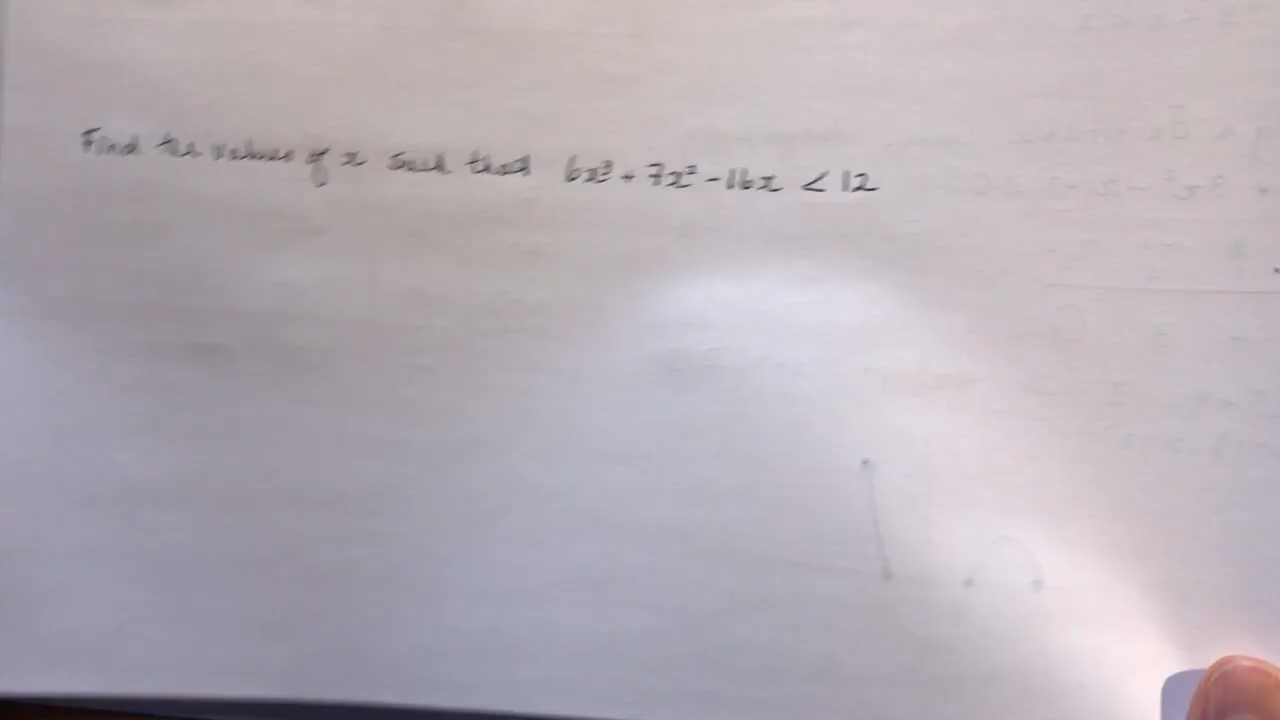 Find the values of x such that 6x³ + 7x² - 16x < 12